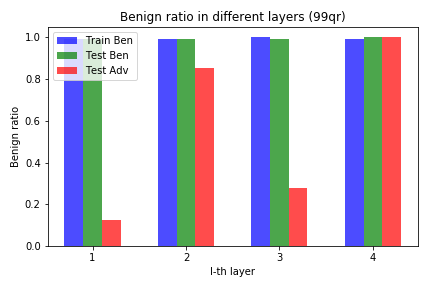 Benign ratio in different layers (99qr)
Train Ben
Test Ben
Test Adv
Benign ratio
1.0
0.8
0.6
0.4
0.2
0.0
1 2 3 4
l-th layer